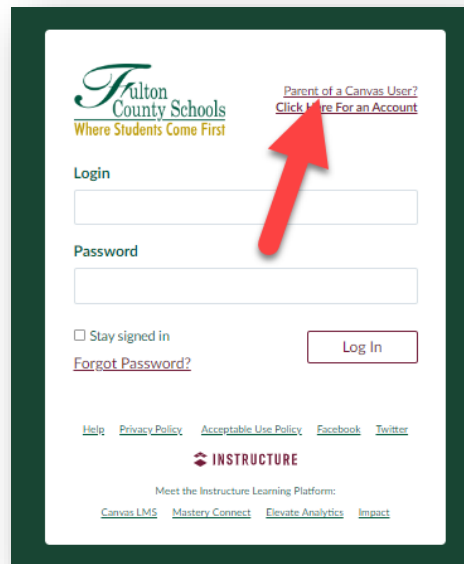 Fulton
County Schools
Where Students Come First
Parent of a Canvas User?
Click Here For an Account
Login
Password
Stay signed in
Forgot Password?
Log In
Help Privacy Policy Acceptable Use Policy Facebook Twitter
INSTRUCTURE
Meet the Instructure Learning Platform:
Canvas LMS Mastery Connect Elevate Analytics Impact